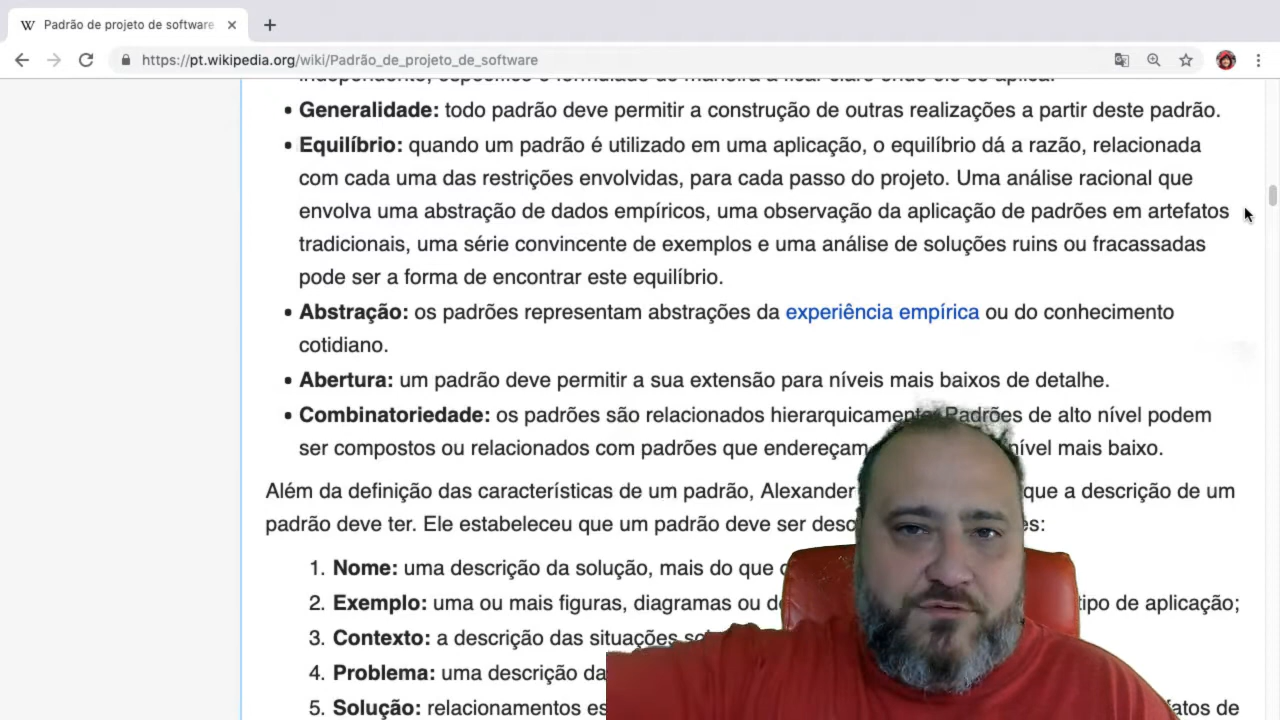 Padrão de projeto de software
https://pt.wikipedia.org/wiki/Padrão_de_projeto_de_software
• Generalidade: todo padrão deve permitir a construção de outras realizações a partir deste padrão.
• Equilíbrio: quando um padrão é utilizado em uma aplicação, o equilíbrio dá a razão, relacionada
com cada uma das restrições envolvidas, para cada passo do projeto. Uma análise racional que
envolva uma abstração de dados empíricos, uma observação da aplicação de padrões em artefatos
tradicionais, uma série convincente de exemplos e uma análise de soluções ruins ou fracassadas
pode ser a forma de encontrar este equilíbrio.
• Abstração: os padrões representam abstrações da experiência empírica ou do conhecimento
cotidiano.
• Abertura: um padrão deve permitir a sua extensão para níveis mais baixos de detalhe.
• Combinatoriedade: os padrões são relacionados hierarquicamente. Padrões de alto nível podem
ser compostos ou relacionados com padrões que endereçam nível mais baixo.
Além da definição das características de um padrão, Alexander que a descrição de um
padrão deve ter. Ele estabeleceu que um padrão deve ser
1. Nome: uma descrição da solução, mais do que
2. Exemplo: uma ou mais figuras, diagramas ou tipo de aplicação;
3. Contexto: a descrição das situações
4. Problema: uma descrição
5. Solução: relacionamentos de